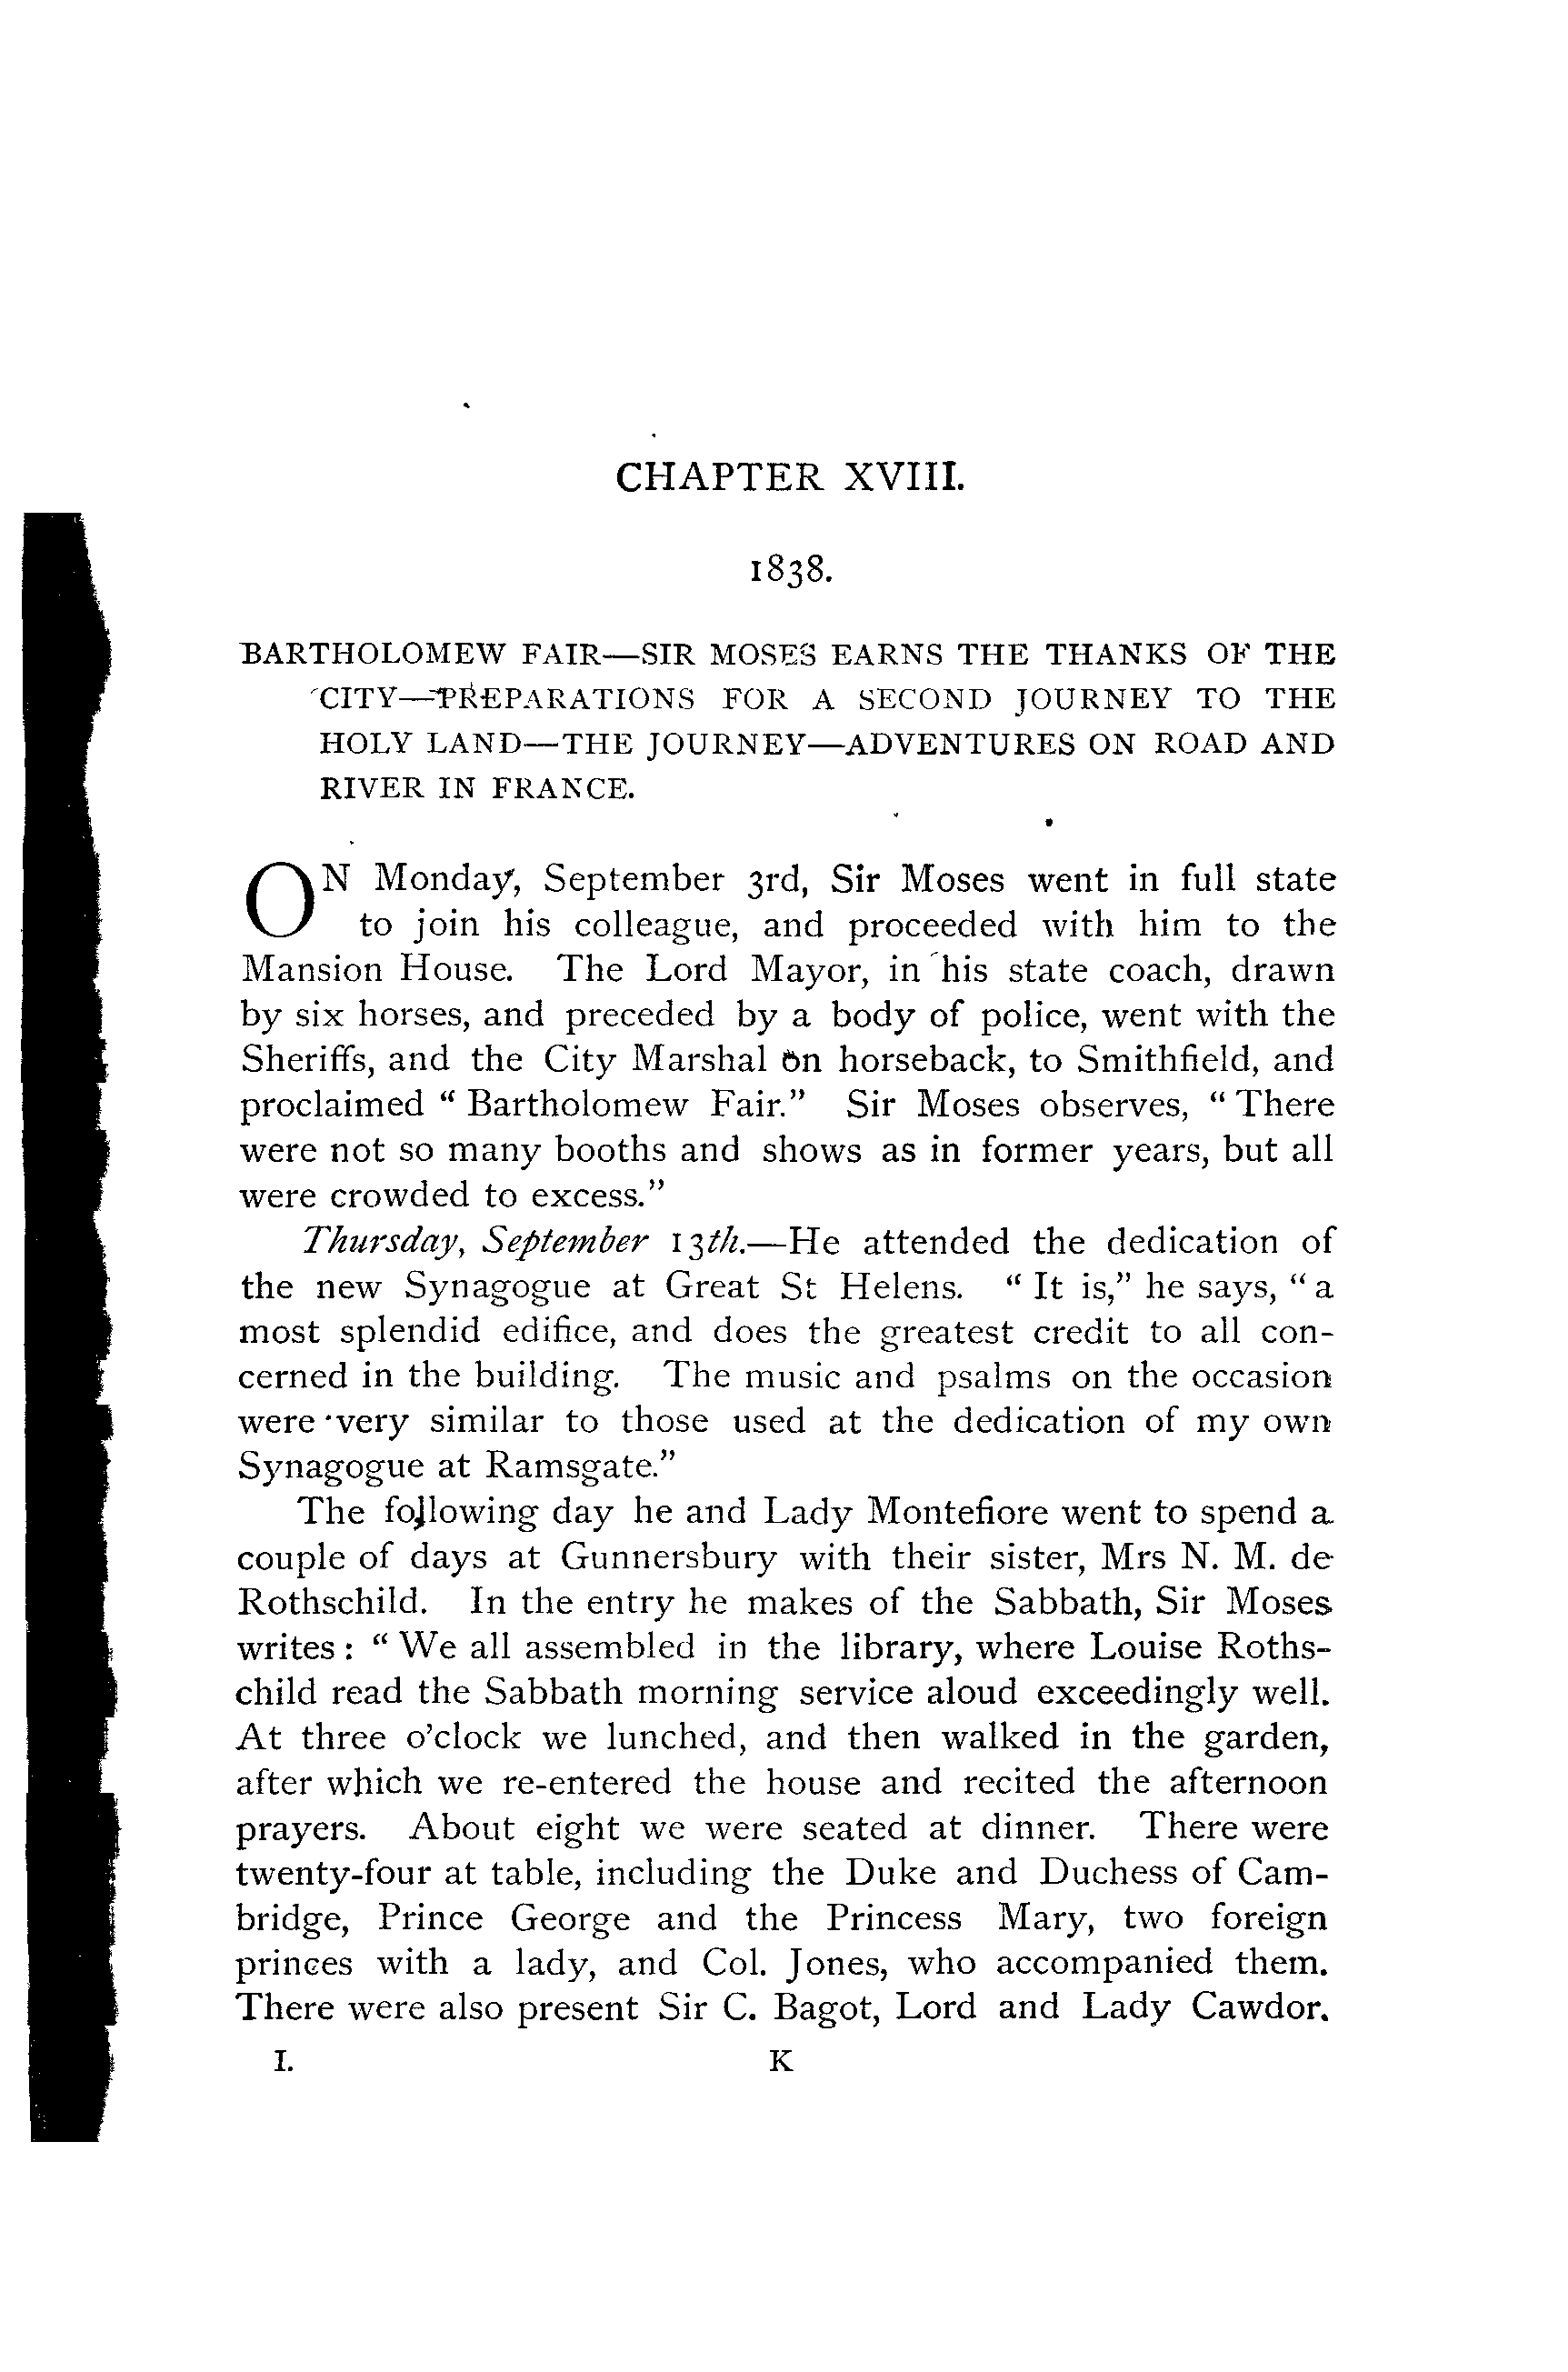 CHAPTER XVIII.
1838.
BARTHOLOMEW FAIR—SIR MOSES EARNS THE THANKS OF THE
CITY—PREPARATIONS FOR A SECOND JOURNEY TO THE
HOLY LAND—THE JOURNEY—ADVENTURES ON ROAD AND
RIVER IN FRANCE.
ON Monday, September 3rd, Sir Moses went in full state
to join his colleague, and proceeded with him to the
Mansion House. The Lord Mayor, in his state coach, drawn
by six horses, and preceded by a body of police, went with the
Sheriffs, and the City Marshal on horseback, to Smithfield, and
proclaimed “Bartholomew Fair.” Sir Moses observes, “There
were not so many booths and shows as in former years, but all
were crowded to excess.”
Thursday, September 13th.—He attended the dedication of
the new Synagogue at Great St Helens. “It is,” he says, “a
most splendid edifice, and does the greatest credit to all con-
cerned in the building. The music and psalms on the occasion
were very similar to those used at the dedication of my own
Synagogue at Ramsgate.”
The following day he and Lady Montefiore went to spend a
couple of days at Gunnersbury with their sister, Mrs N. M. de
Rothschild. In the entry he makes of the Sabbath, Sir Moses
writes: “We all assembled in the library, where Louise Roths-
child read the Sabbath morning service aloud exceedingly well.
At three o’clock we lunched, and then walked in the garden,
after which we re-entered the house and recited the afternoon
prayers. About eight we were seated at dinner. There were
twenty-four at table, including the Duke and Duchess of Cam-
bridge, Prince George and the Princess Mary, two foreign
princes with a lady, and Col. Jones, who accompanied them.
There were also present Sir C. Bagot, Lord and Lady Cawdor.
I. K